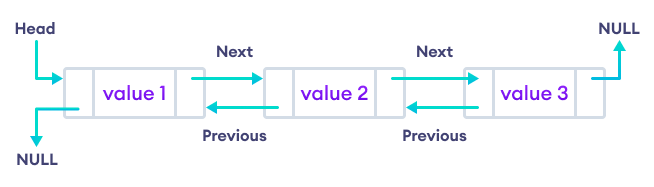 Head
NULL
Next
Next
value 1
value 2
value 3
Previous
Previous
NULL